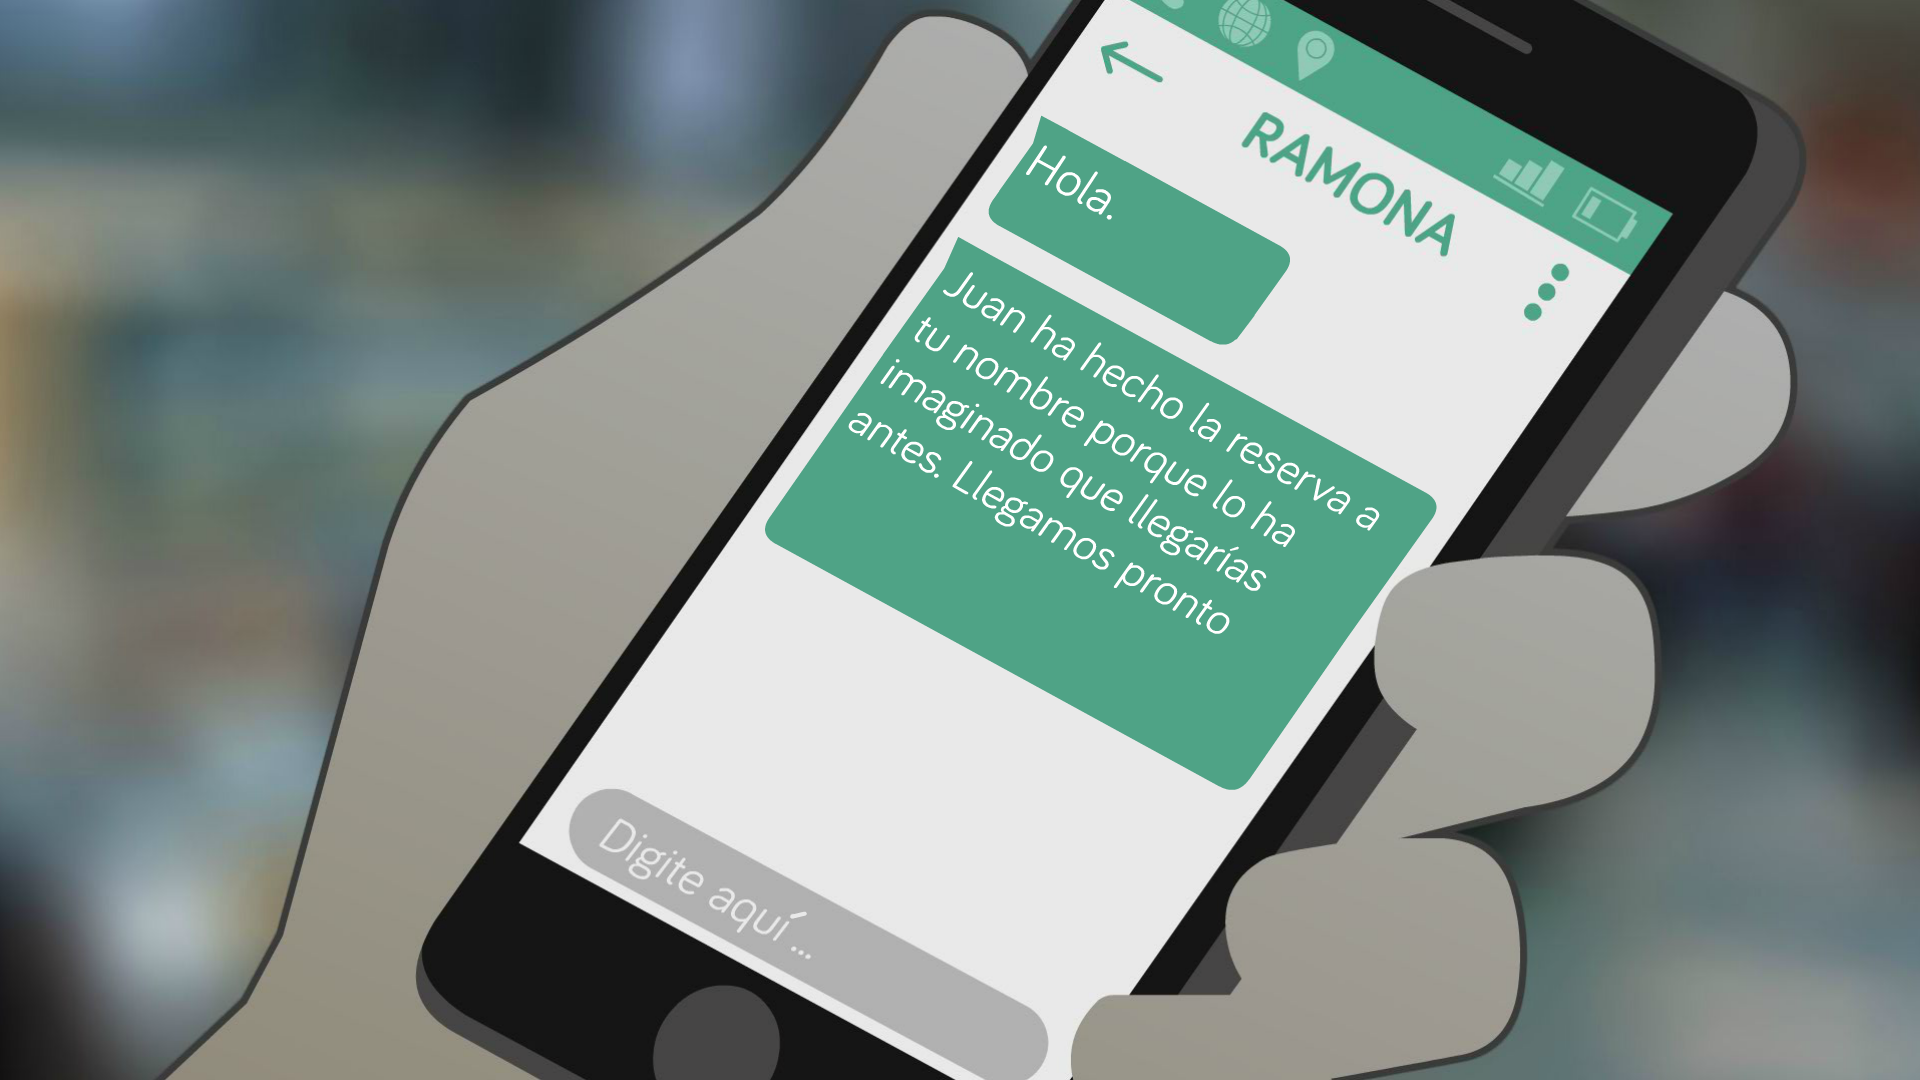 RAMONA
Hola.
Juan ha hecho la reserva a
tu nombre porque lo ha
imaginado que llegarías
antes. Llegamos pronto
Digite aquí...